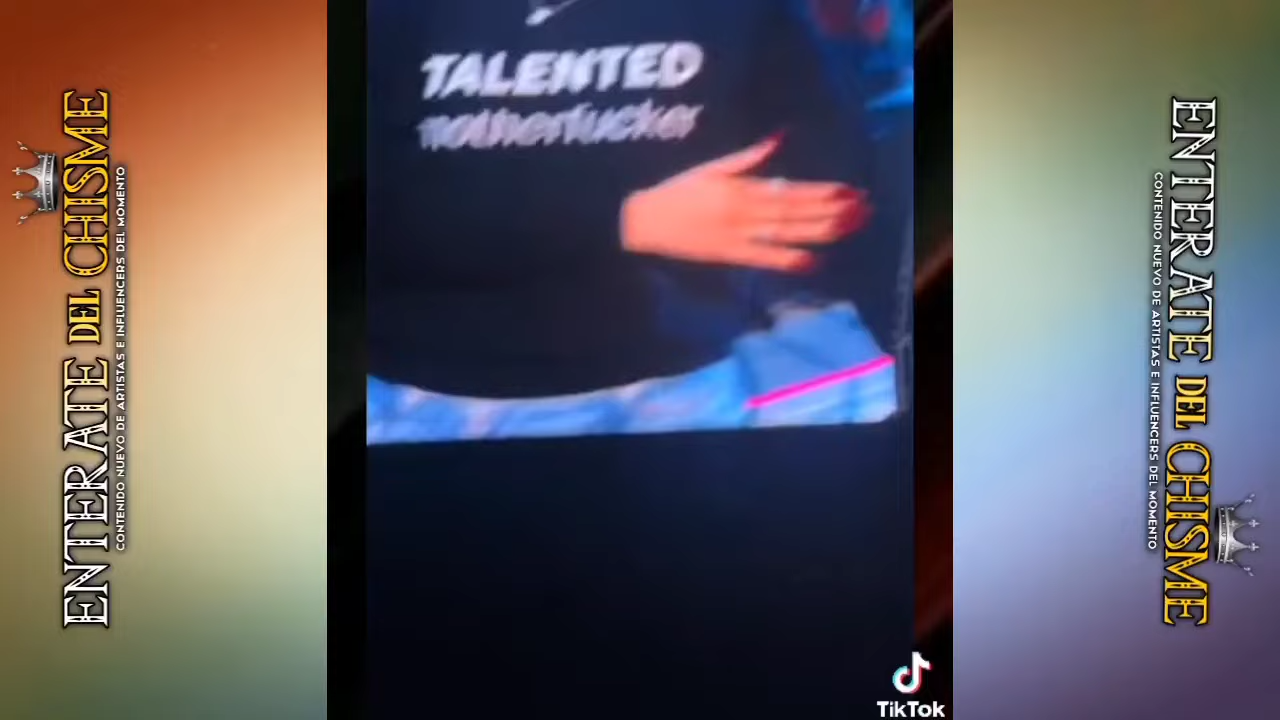 ENTERATE DEL CHISME
CONTENIDO NUEVO DE ARTISTAS E INFLUENCERS DEL MOMENTO
TALENTED
motherfucker
TikTok
ENTERATE DEL CHISME
CONTENIDO NUEVO DE ARTISTAS E INFLUENCERS DEL MOMENTO